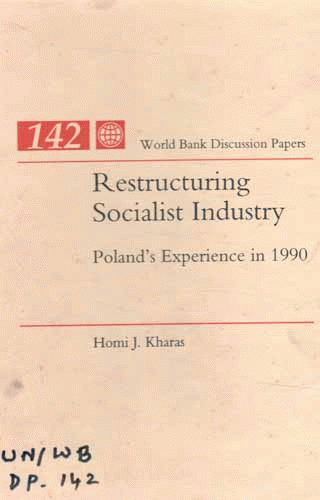 142
World Bank Discussion Papers
Restructuring
Socialist Industry
Poland's Experience in 1990
Homi J. Kharas
UN/WB
DP. 142